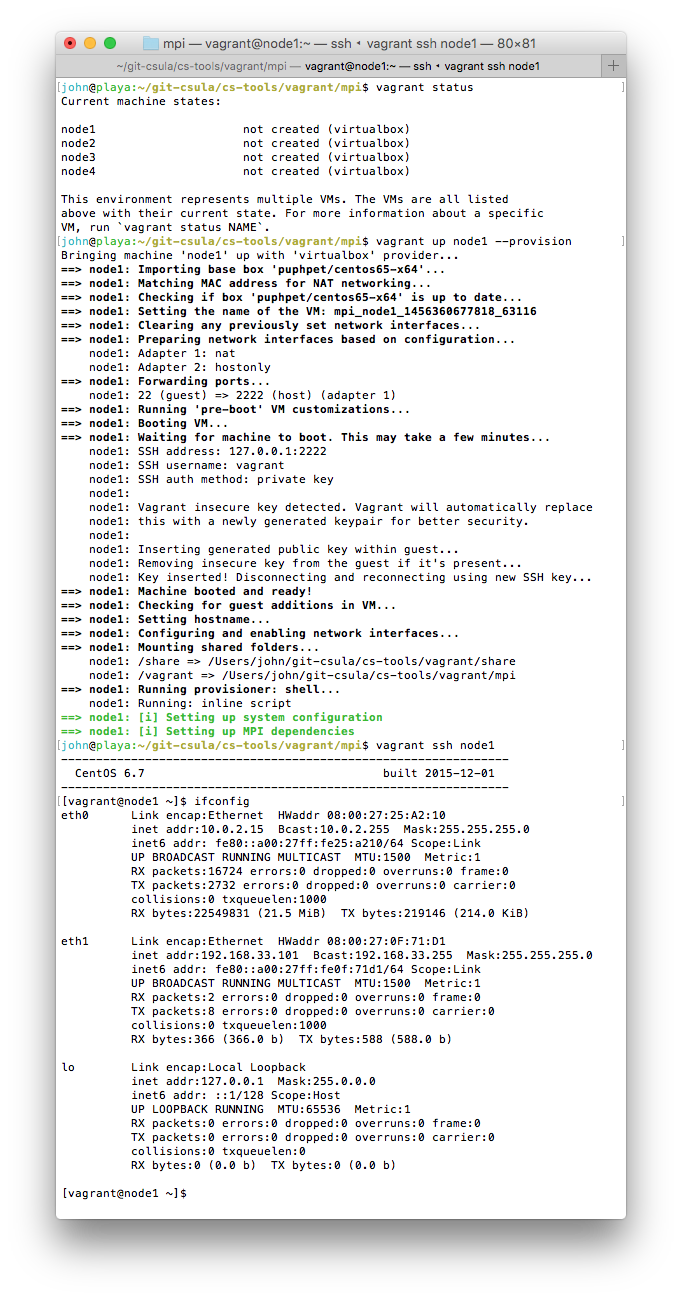 mpi — vagrant@node1:~ — ssh ◂ vagrant ssh node1 — 80×81
~/git-csula/cs-tools/vagrant/mpi — vagrant@node1:~ — ssh ◂ vagrant ssh node1 +
[john@playa:~/git-csula/cs-tools/vagrant/mpi$ vagrant status ]
Current machine states:

node1                     not created (virtualbox)
node2                     not created (virtualbox)
node3                     not created (virtualbox)
node4                     not created (virtualbox)

This environment represents multiple VMs. The VMs are all listed
above with their current state. For more information about a specific
VM, run `vagrant status NAME`.
[john@playa:~/git-csula/cs-tools/vagrant/mpi$ vagrant up node1 --provision ]
Bringing machine 'node1' up with 'virtualbox' provider...
==> node1: Importing base box 'puphpet/centos65-x64'...
==> node1: Matching MAC address for NAT networking...
==> node1: Checking if box 'puphpet/centos65-x64' is up to date...
==> node1: Setting the name of the VM: mpi_node1_1456360677818_63116
==> node1: Clearing any previously set network interfaces...
==> node1: Preparing network interfaces based on configuration...
    node1: Adapter 1: nat
    node1: Adapter 2: hostonly
==> node1: Forwarding ports...
    node1: 22 (guest) => 2222 (host) (adapter 1)
==> node1: Running 'pre-boot' VM customizations...
==> node1: Booting VM...
==> node1: Waiting for machine to boot. This may take a few minutes...
    node1: SSH address: 127.0.0.1:2222
    node1: SSH username: vagrant
    node1: SSH auth method: private key
    node1:
    node1: Vagrant insecure key detected. Vagrant will automatically replace
    node1: this with a newly generated keypair for better security.
    node1:
    node1: Inserting generated public key within guest...
    node1: Removing insecure key from the guest if it's present...
    node1: Key inserted! Disconnecting and reconnecting using new SSH key...
==> node1: Machine booted and ready!
==> node1: Checking for guest additions in VM...
==> node1: Setting hostname...
==> node1: Configuring and enabling network interfaces...
==> node1: Mounting shared folders...
    node1: /share => /Users/john/git-csula/cs-tools/vagrant/share
    node1: /vagrant => /Users/john/git-csula/cs-tools/vagrant/mpi
==> node1: Running provisioner: shell...
    node1: Running: inline script
==> node1: [i] Setting up system configuration
==> node1: [i] Setting up MPI dependencies
[john@playa:~/git-csula/cs-tools/vagrant/mpi$ vagrant ssh node1 ]
----------------------------------------------------------------
  CentOS 6.7                                  built 2015-12-01
----------------------------------------------------------------
[[vagrant@node1 ~]$ ifconfig ]
eth0      Link encap:Ethernet  HWaddr 08:00:27:25:A2:10
          inet addr:10.0.2.15  Bcast:10.0.2.255  Mask:255.255.255.0
          inet6 addr: fe80::a00:27ff:fe25:a210/64 Scope:Link
          UP BROADCAST RUNNING MULTICAST  MTU:1500  Metric:1
          RX packets:16724 errors:0 dropped:0 overruns:0 frame:0
          TX packets:2732 errors:0 dropped:0 overruns:0 carrier:0
          collisions:0 txqueuelen:1000
          RX bytes:22549831 (21.5 MiB)  TX bytes:219146 (214.0 KiB)

eth1      Link encap:Ethernet  HWaddr 08:00:27:0F:71:D1
          inet addr:192.168.33.101  Bcast:192.168.33.255  Mask:255.255.255.0
          inet6 addr: fe80::a00:27ff:fe0f:71d1/64 Scope:Link
          UP BROADCAST RUNNING MULTICAST  MTU:1500  Metric:1
          RX packets:2 errors:0 dropped:0 overruns:0 frame:0
          TX packets:8 errors:0 dropped:0 overruns:0 carrier:0
          collisions:0 txqueuelen:1000
          RX bytes:366 (366.0 b)  TX bytes:588 (588.0 b)

lo        Link encap:Local Loopback
          inet addr:127.0.0.1  Mask:255.0.0.0
          inet6 addr: ::1/128 Scope:Host
          UP LOOPBACK RUNNING  MTU:65536  Metric:1
          RX packets:0 errors:0 dropped:0 overruns:0 frame:0
          TX packets:0 errors:0 dropped:0 overruns:0 carrier:0
          collisions:0 txqueuelen:0
          RX bytes:0 (0.0 b)  TX bytes:0 (0.0 b)

[vagrant@node1 ~]$